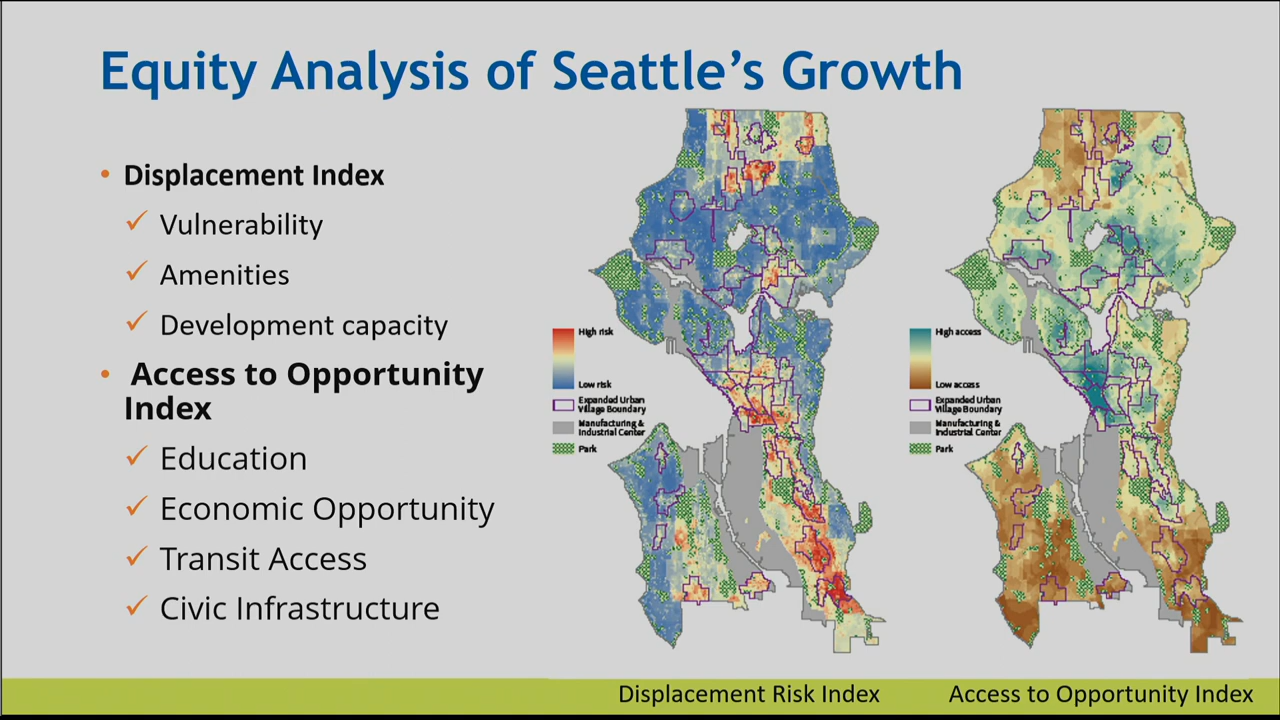 Equity Analysis of Seattle’s Growth
• Displacement Index
✓ Vulnerability
✓ Amenities
✓ Development capacity
• Access to Opportunity
Index
✓ Education
✓ Economic Opportunity
✓ Transit Access
✓ Civic Infrastructure
High risk
Low risk
Expanded Urban
Village Boundary
Manufacturing &
Industrial Center
Park
High access
Low access
Expanded Urban
Village Boundary
Manufacturing &
Industrial Center
Park
Displacement Risk Index
Access to Opportunity Index